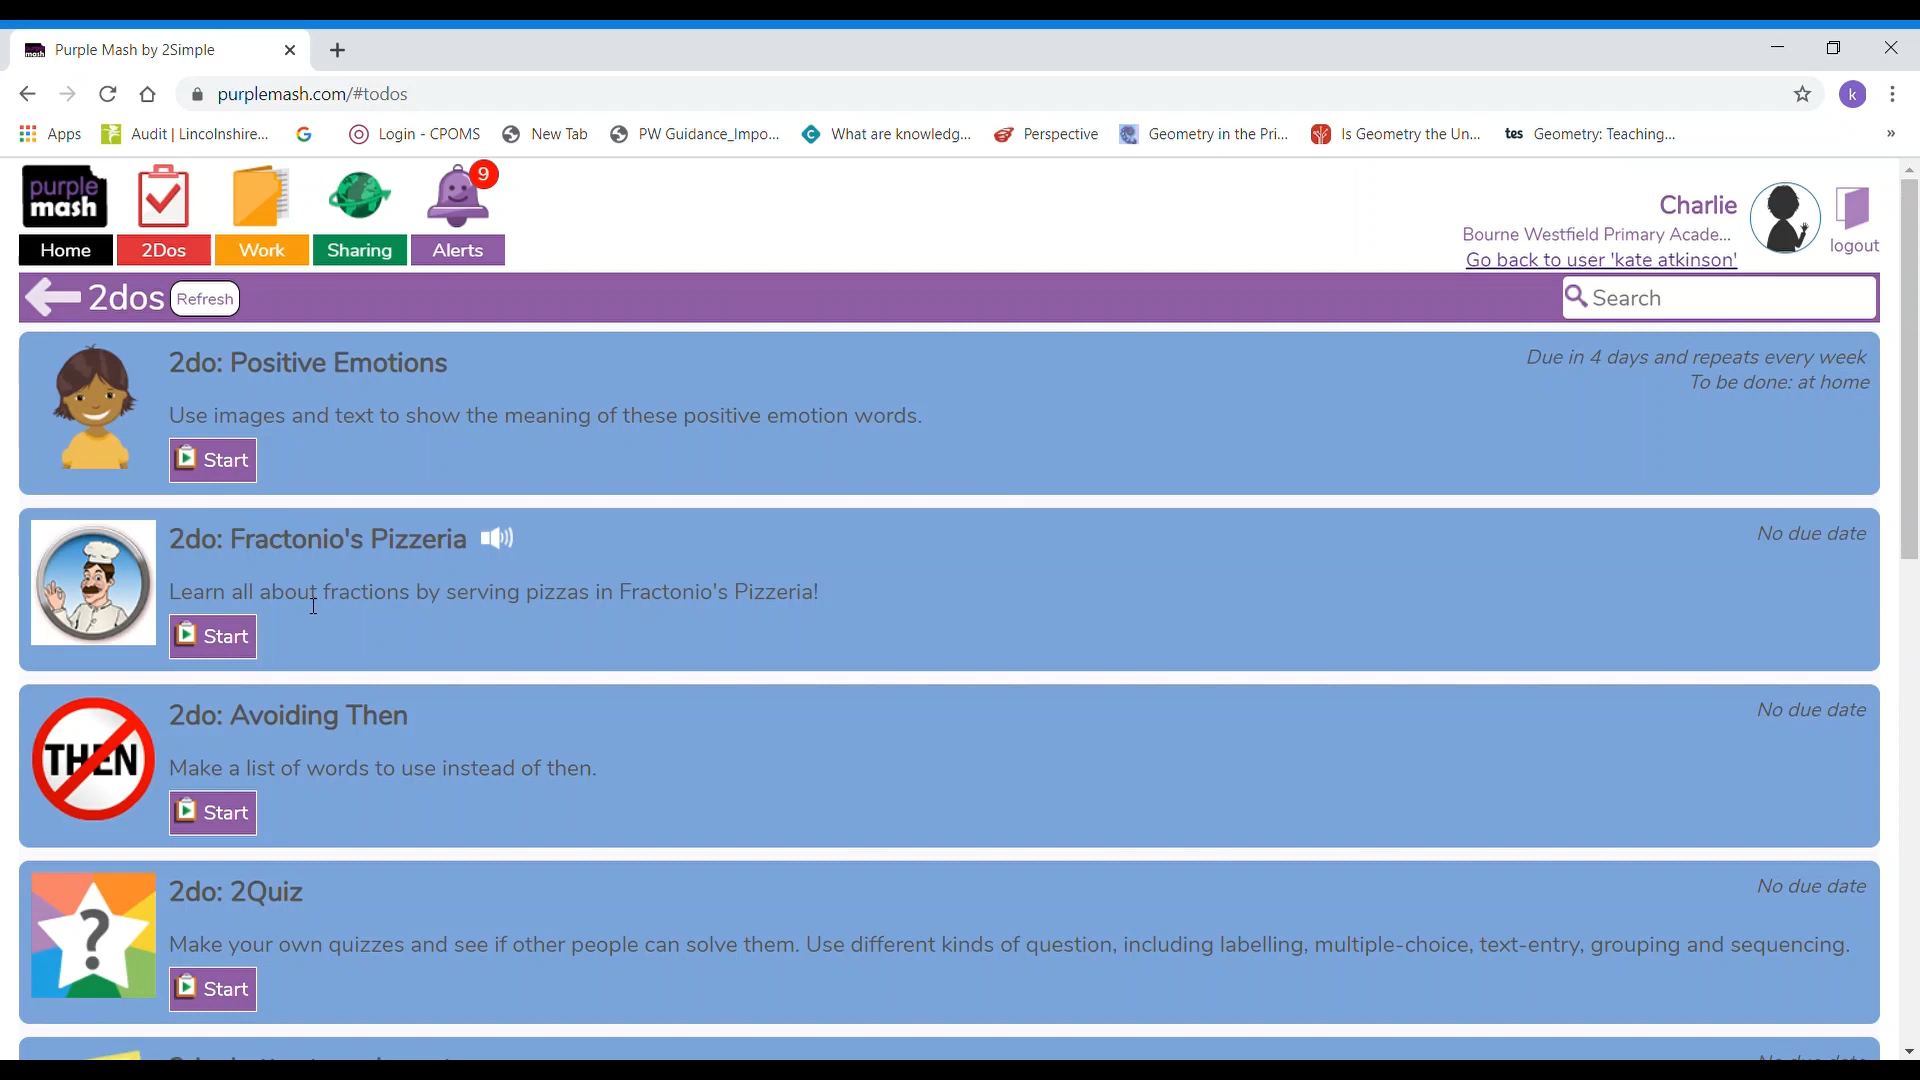 Purple Mash by 2Simple
purplemash.com/#todos
k
Apps
Audit | Lincolnshire...
Login - CPOMS
New Tab
PW Guidance_Impo...
What are knowledg...
Perspective
Geometry in the Pri...
Is Geometry the Un...
tes Geometry: Teaching...
purple
mash
9
Home
2Dos
Work
Sharing
Alerts
Charlie
Bourne Westfield Primary Acade...
Go back to user 'kate atkinson'
logout
2dos
Refresh
Search
2do: Positive Emotions
Due in 4 days and repeats every week
To be done: at home
Use images and text to show the meaning of these positive emotion words.
Start
2do: Fractonio's Pizzeria
No due date
Learn all about fractions by serving pizzas in Fractonio's Pizzeria!
Start
2do: Avoiding Then
No due date
THEN
Make a list of words to use instead of then.
Start
2do: 2Quiz
No due date
?
Make your own quizzes and see if other people can solve them. Use different kinds of question, including labelling, multiple-choice, text-entry, grouping and sequencing.
Start